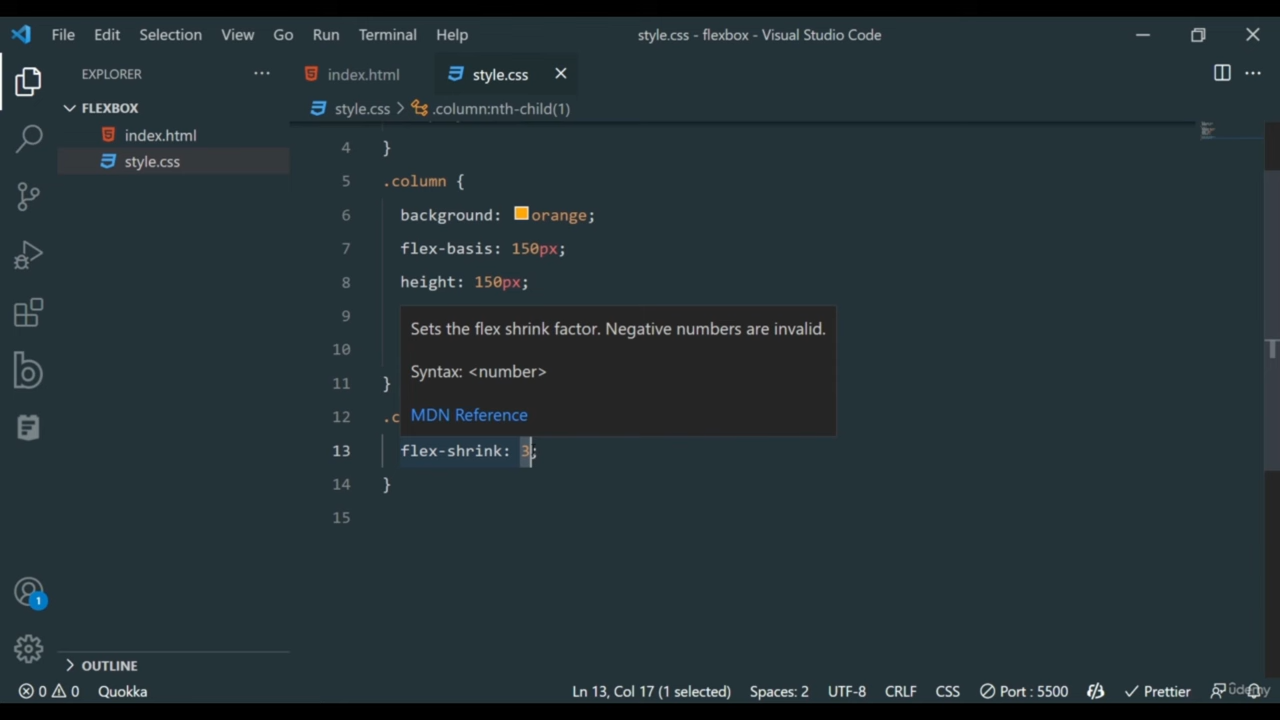 File Edit Selection View Go Run Terminal Help style.css - flexbox - Visual Studio Code
EXPLORER ··· index.html style.css
FLEXBOX
style.css > .column:nth-child(1)
index.html
style.css
4 }
5 .column {
6 background: orange;
7 flex-basis: 150px;
8 height: 150px;
9
10
11 }
12 .c
13 flex-shrink: 3;
14 }
15
Sets the flex shrink factor. Negative numbers are invalid.
Syntax: <number>
MDN Reference
1
OUTLINE
0 0 Quokka Ln 13, Col 17 (1 selected) Spaces: 2 UTF-8 CRLF CSS Port : 5500 Prettier
udemy